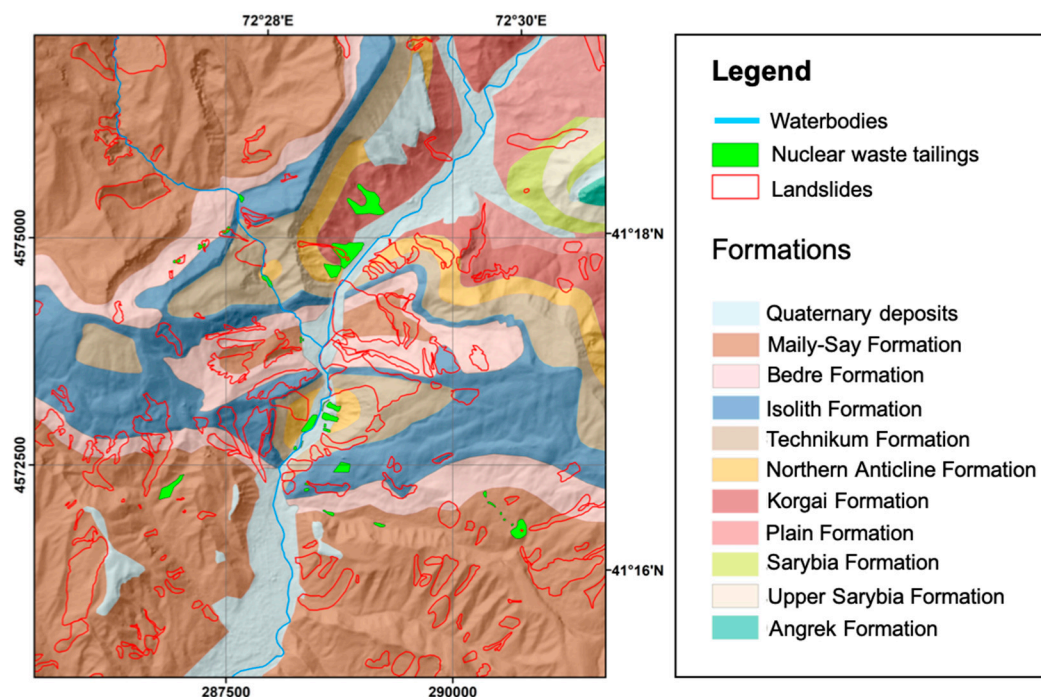 72°28'E 72°30'E
4575000
4572500
41°18'N
41°16'N
287500 290000
Legend
Waterbodies
Nuclear waste tailings
Landslides
Formations
Quaternary deposits
Maily-Say Formation
Bedre Formation
Isolith Formation
Technikum Formation
Northern Anticline Formation
Korgai Formation
Plain Formation
Sarybia Formation
Upper Sarybia Formation
Angrek Formation